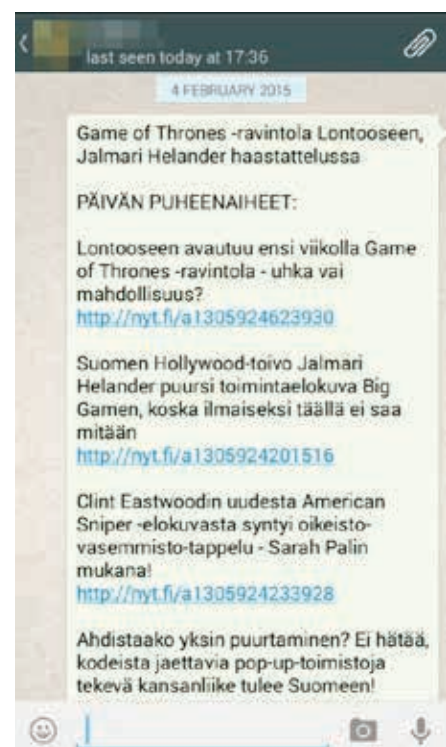 last seen today at 17:36
4 FEBRUARY 2015
Game of Thrones -ravintola Lontooseen,
Jalmari Helander haastattelussa
PÄIVÄN PUHEENAIHEET:
Lontooseen avautuu ensi viikolla Game
of Thrones -ravintola - uhka vai
mahdollisuus?
http://nyt.fi/a1305924623930
Suomen Hollywood-toivo Jalmari
Helander puursi toimintaelokuva Big
Gamen, koska ilmaiseksi täällä ei saa
mitään
http://nyt.fi/a1305924201516
Clint Eastwoodin uudesta American
Sniper -elokuvasta syntyi oikeisto-
vasemmisto-tappelu - Sarah Palin
mukana!
http://nyt.fi/a1305924233928
Ahdistaako yksin puurtaminen? Ei hätää,
kodeista jaettavia pop-up-toimistoja
tekevä kansanliike tulee Suomeen!